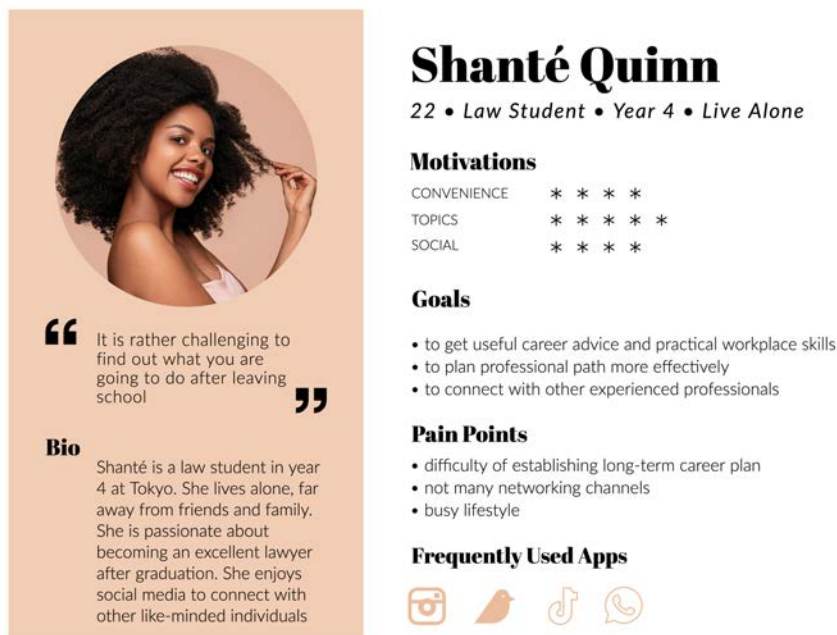 “ It is rather challenging to
find out what you are
going to do after leaving
school ”
Bio
Shanté is a law student in year
4 at Tokyo. She lives alone, far
away from friends and family.
She is passionate about
becoming an excellent lawyer
after graduation. She enjoys
social media to connect with
other like-minded individuals
Shanté Quinn
22 • Law Student • Year 4 • Live Alone
Motivations
CONVENIENCE * * * *
TOPICS * * * * *
SOCIAL * * * *
Goals
• to get useful career advice and practical workplace skills
• to plan professional path more effectively
• to connect with other experienced professionals
Pain Points
• difficulty of establishing long-term career plan
• not many networking channels
• busy lifestyle
Frequently Used Apps